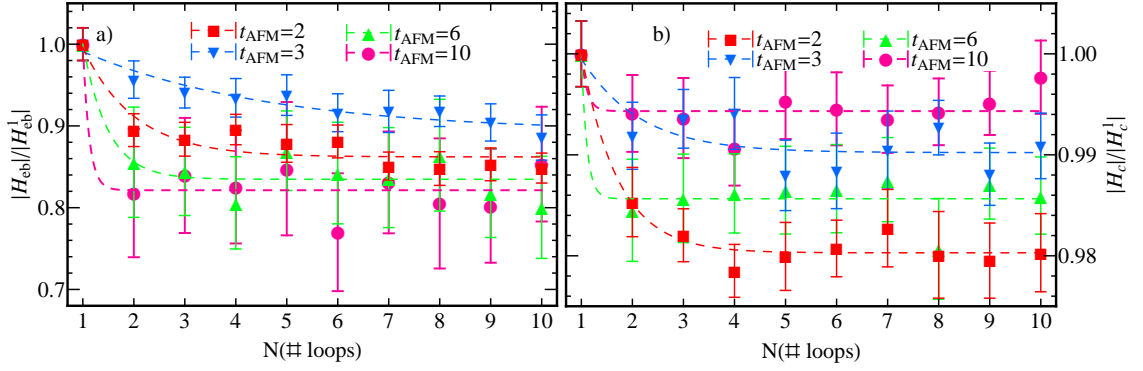 a) t_AFM=2 t_AFM=6
t_AFM=3 t_AFM=10
|H_eb|/|H_eb^1|
1.0
0.9
0.8
0.7
1 2 3 4 5 6 7 8 9 10
N(# loops)
b) t_AFM=2 t_AFM=6
t_AFM=3 t_AFM=10
1.00
0.99
0.98
|H_c|/|H_c^1|
1 2 3 4 5 6 7 8 9 10
N(# loops)